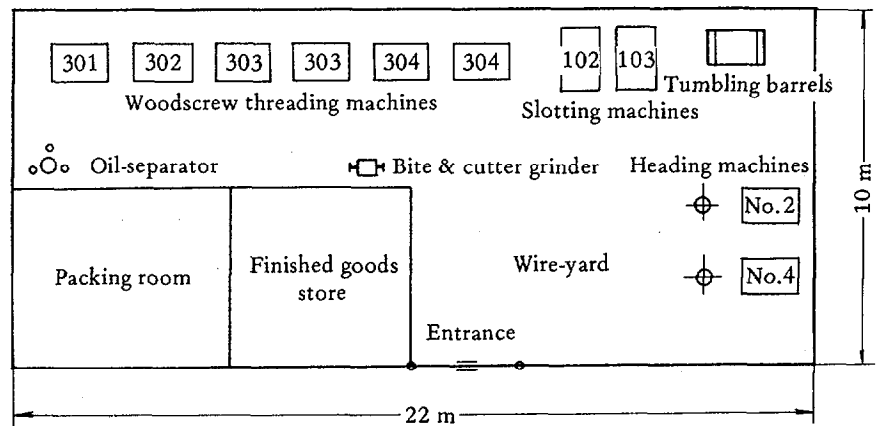 301 302 303 303 304 304 102 103
Tumbling barrels
Woodscrew threading machines
Slotting machines
Oil-separator
Bite & cutter grinder
Heading machines
No.2
10 m
Packing room
Finished goods
store
Wire-yard
No.4
Entrance
22 m